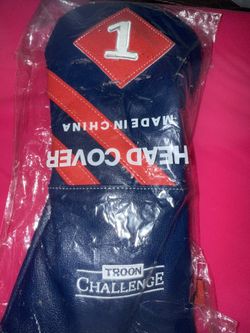 1
HEAD COVER
MADE IN CHINA
TROON
CHALLENGE